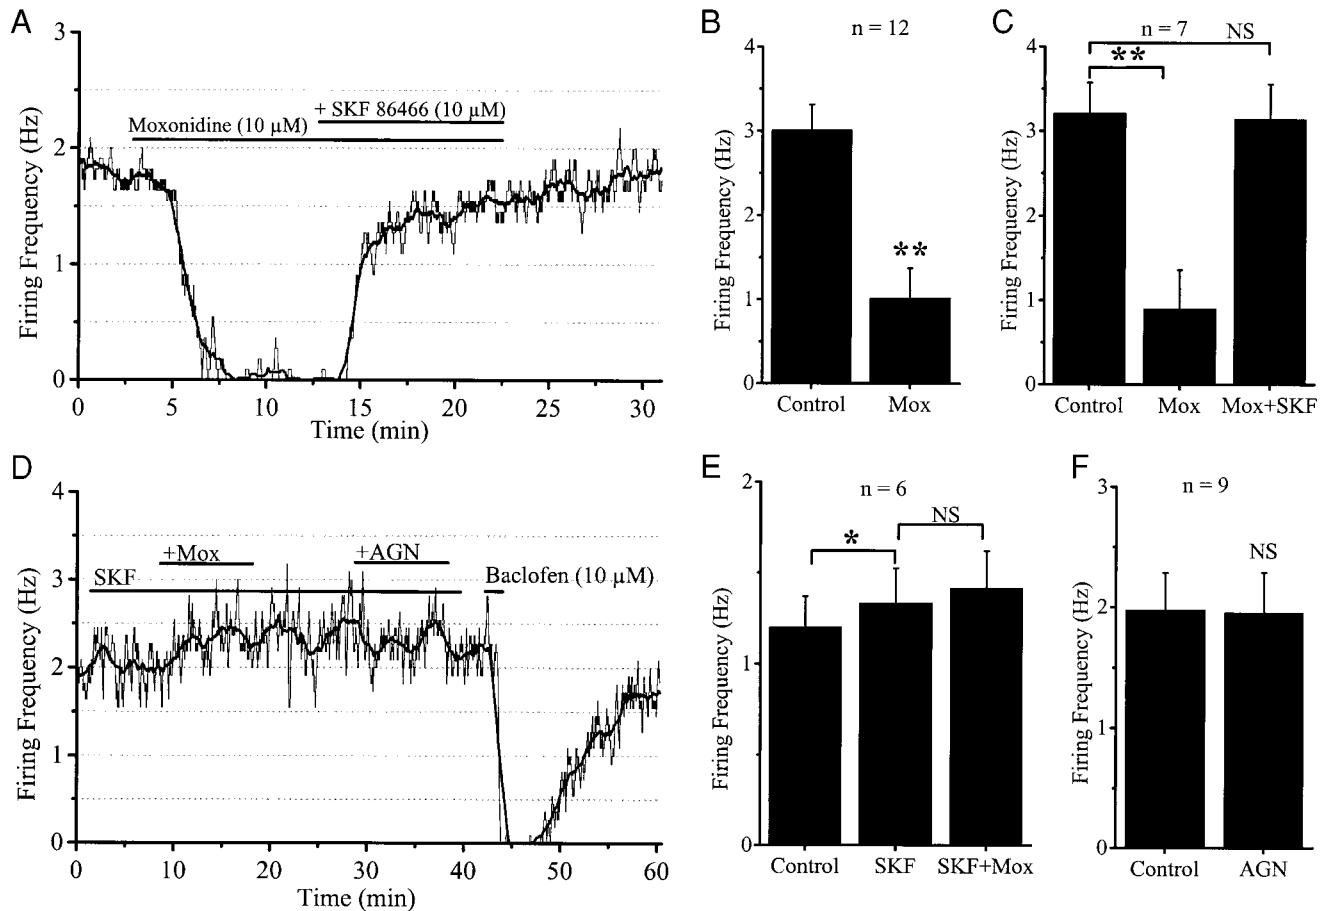 A
3
2
1
0
Firing Frequency (Hz)
+ SKF 86466 (10 µM)
Moxonidine (10 µM)
0 5 10 15 20 25 30
Time (min)
B
n = 12
4
3
2
1
0
Firing Frequency (Hz)
**
Control Mox
C
n = 7 NS
**
4
3
2
1
0
Firing Frequency (Hz)
Control Mox Mox+SKF
D
4
3
2
1
0
Firing Frequency (Hz)
+Mox +AGN
SKF Baclofen (10 µM)
0 10 20 30 40 50 60
Time (min)
E
n = 6
NS
*
2
1
0
Firing Frequency (Hz)
Control SKF SKF+Mox
F
n = 9
NS
3
2
1
0
Firing Frequency (Hz)
Control AGN